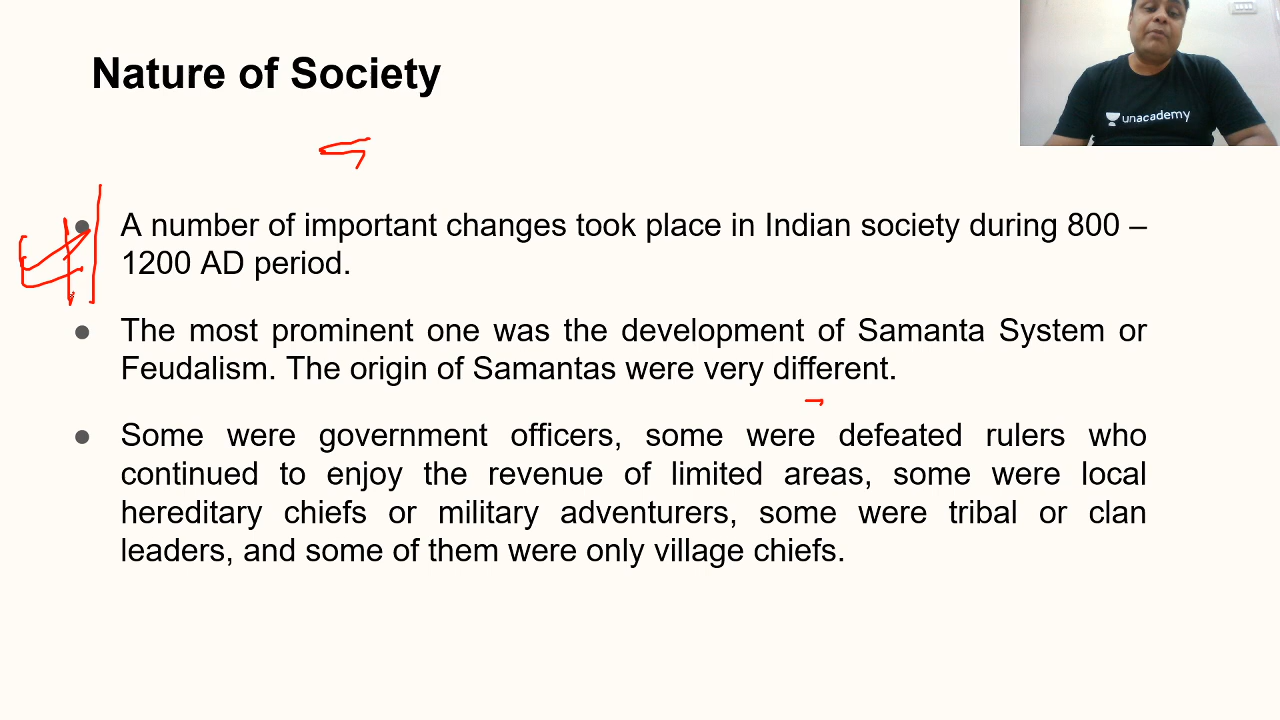 Nature of Society
unacademy
● A number of important changes took place in Indian society during 800 –
1200 AD period.
● The most prominent one was the development of Samanta System or
Feudalism. The origin of Samantas were very different.
● Some were government officers, some were defeated rulers who
continued to enjoy the revenue of limited areas, some were local
hereditary chiefs or military adventurers, some were tribal or clan
leaders, and some of them were only village chiefs.